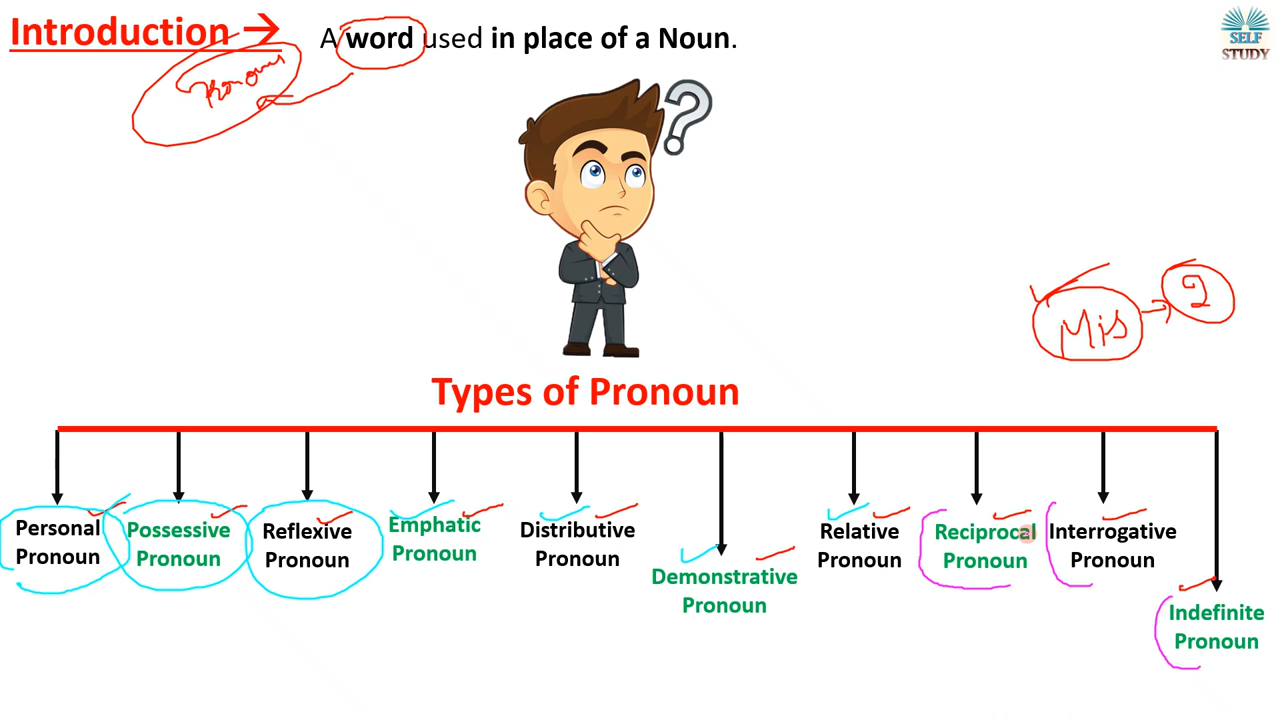 Introduction → A word used in place of a Noun.
SELF
STUDY
Pronoun
?
Mis → 2
Types of Pronoun
Personal Pronoun
Possessive Pronoun
Reflexive Pronoun
Emphatic Pronoun
Distributive Pronoun
Demonstrative Pronoun
Relative Pronoun
Reciprocal Pronoun
Interrogative Pronoun
Indefinite Pronoun